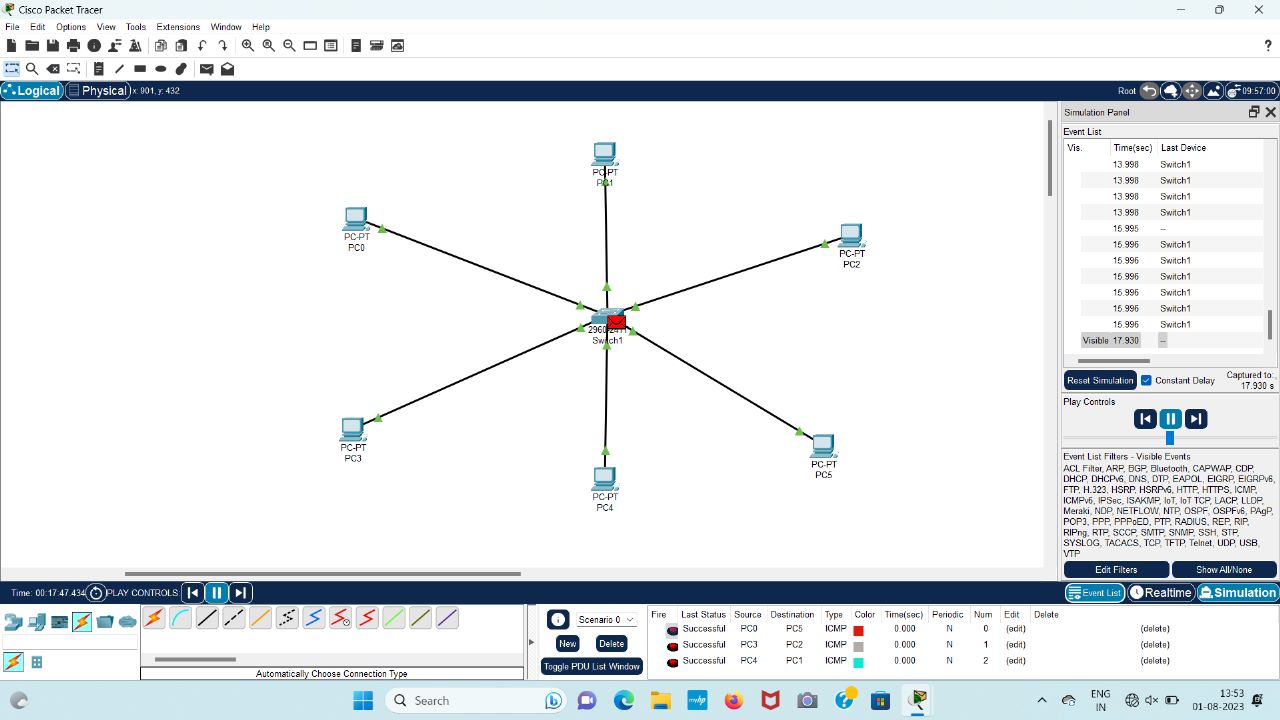 Cisco Packet Tracer
File Edit Options View Tools Extensions Window Help
?
Logical Physical x: 901, y: 432
Root 09:57:00
PC-PT
PC1
PC-PT
PC0
PC-PT
PC2
Switch1
PC-PT
PC3
PC-PT
PC4
PC-PT
PC5
Simulation Panel
Event List
Vis. Time(sec) Last Device
13.998 Switch1
13.998 Switch1
13.998 Switch1
13.998 Switch1
15.995 --
15.996 Switch1
15.996 Switch1
15.996 Switch1
15.996 Switch1
15.996 Switch1
15.996 Switch1
Visible 17.930 --
Reset Simulation Constant Delay Captured to:
17.930 s
Play Controls
Event List Filters - Visible Events
ACL Filter, ARP, BGP, Bluetooth, CAPWAP, CDP,
DHCP, DHCPv6, DNS, DTP, EAPOL, EIGRP, EIGRPv6,
FTP, H.323, HSRP, HSRPv6, HTTP, HTTPS, ICMP,
ICMPv6, IPSec, ISAKMP, IoT, IoT TCP, LACP, LLDP,
Meraki, NDP, NETFLOW, NTP, OSPF, OSPFv6, PAgP,
POP3, PPP, PPPoED, PTP, RADIUS, REP, RIP,
RIPng, RTP, SCCP, SMTP, SNMP, SSH, STP,
SYSLOG, TACACS, TCP, TFTP, Telnet, UDP, USB,
VTP
Edit Filters Show All/None
Time: 00:17:47.434 PLAY CONTROLS:
Event List Realtime Simulation
Automatically Choose Connection Type
Scenario 0
New Delete
Toggle PDU List Window
Fire Last Status Source Destination Type Color Time(sec) Periodic Num Edit Delete
Successful PC0 PC5 ICMP 0.000 N 0 (edit) (delete)
Successful PC3 PC2 ICMP 0.000 N 1 (edit) (delete)
Successful PC4 PC1 ICMP 0.000 N 2 (edit) (delete)
Search
myhp
ENG
IN
13:53
01-08-2023